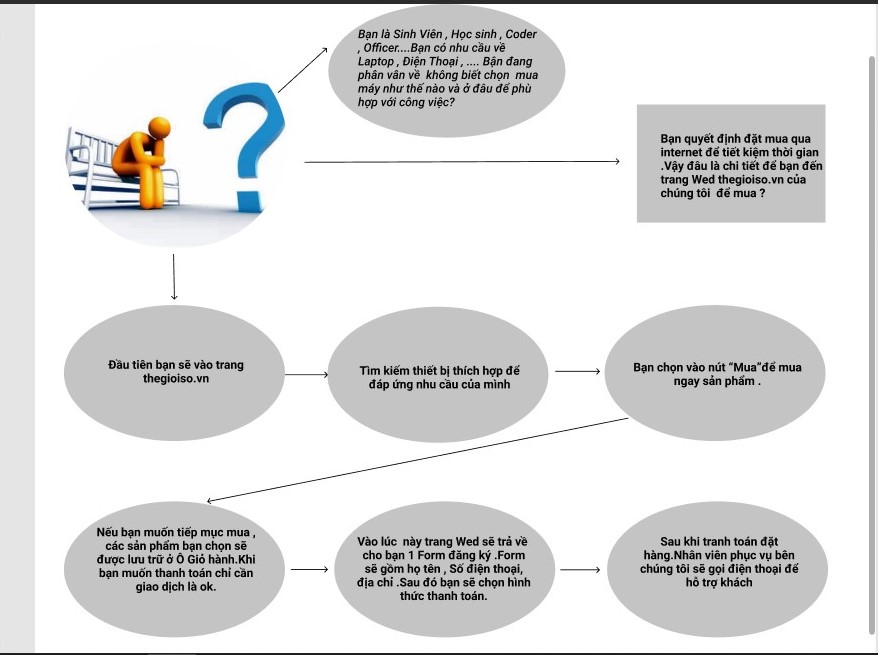 Bạn là Sinh Viên , Học sinh , Coder
, Officer....Bạn có nhu cầu về
Laptop , Điện Thoại , .... Bận đang
phân vân về không biết chọn mua
máy như thế nào và ở đâu để phù
hợp với công việc?
Bạn quyết định đặt mua qua
internet để tiết kiệm thời gian
.Vậy đâu là chi tiết để bạn đến
trang Wed thegioiso.vn của
chúng tôi để mua ?
Đầu tiên bạn sẽ vào trang
thegioiso.vn
Tìm kiếm thiết bị thích hợp để
đáp ứng nhu cầu của mình
Bạn chọn vào nút “Mua”để mua
ngay sản phẩm .
Nếu bạn muốn tiếp mục mua ,
các sản phẩm bạn chọn sẽ
được lưu trữ ở Ô Giỏ hành.Khi
bạn muốn thanh toán chỉ cần
giao dịch là ok.
Vào lúc này trang Wed sẽ trả về
cho bạn 1 Form đăng ký .Form
sẽ gồm họ tên , Số điện thoại,
địa chỉ .Sau đó bạn sẽ chọn hình
thức thanh toán.
Sau khi tranh toán đặt
hàng.Nhân viên phục vụ bên
chúng tôi sẽ gọi điện thoại để
hỗ trợ khách